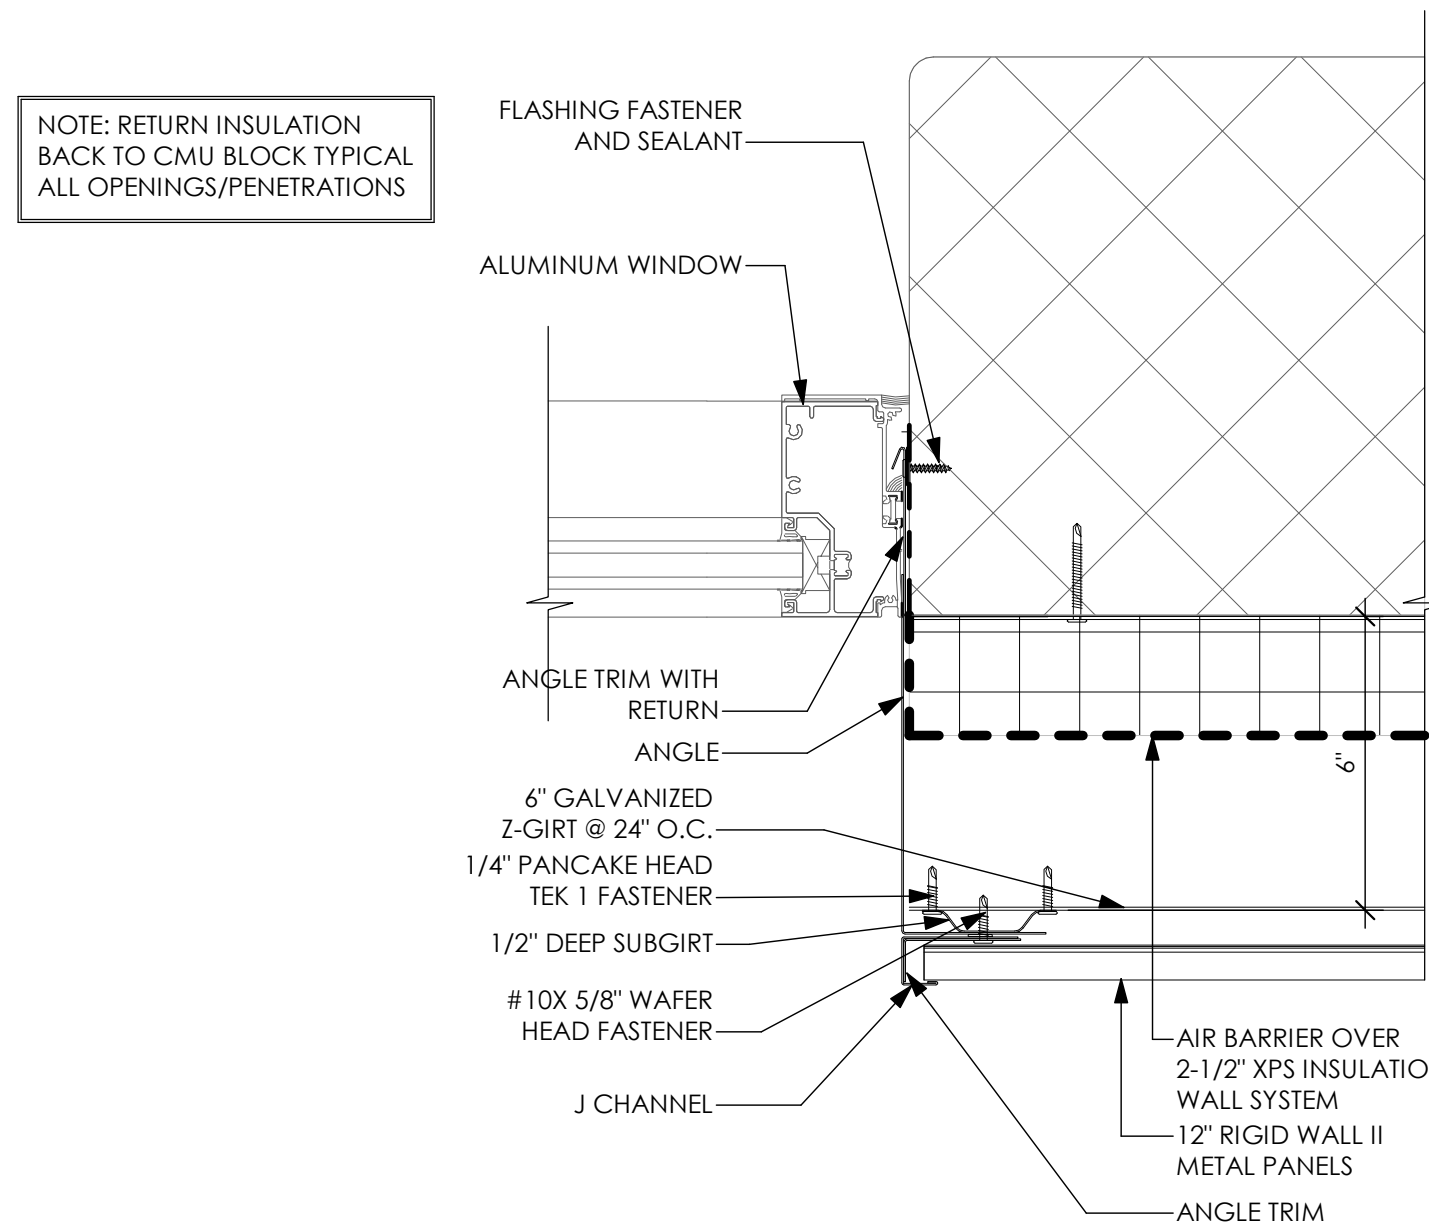 NOTE: RETURN INSULATION
BACK TO CMU BLOCK TYPICAL
ALL OPENINGS/PENETRATIONS
FLASHING FASTENER
AND SEALANT
ALUMINUM WINDOW
ANGLE TRIM WITH
RETURN
ANGLE
6" GALVANIZED
Z-GIRT @ 24" O.C.
1/4" PANCAKE HEAD
TEK 1 FASTENER
1/2" DEEP SUBGIRT
#10X 5/8" WAFER
HEAD FASTENER
J CHANNEL
6"
AIR BARRIER OVER
2-1/2" XPS INSULATIO
WALL SYSTEM
12" RIGID WALL II
METAL PANELS
ANGLE TRIM